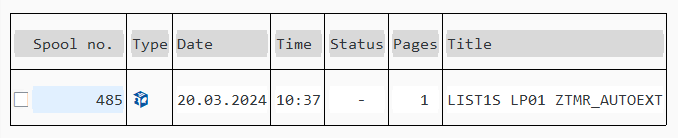 Spool no. Type Date Time Status Pages Title
485 20.03.2024 10:37 - 1 LIST1S LP01 ZTMR_AUTOEXT